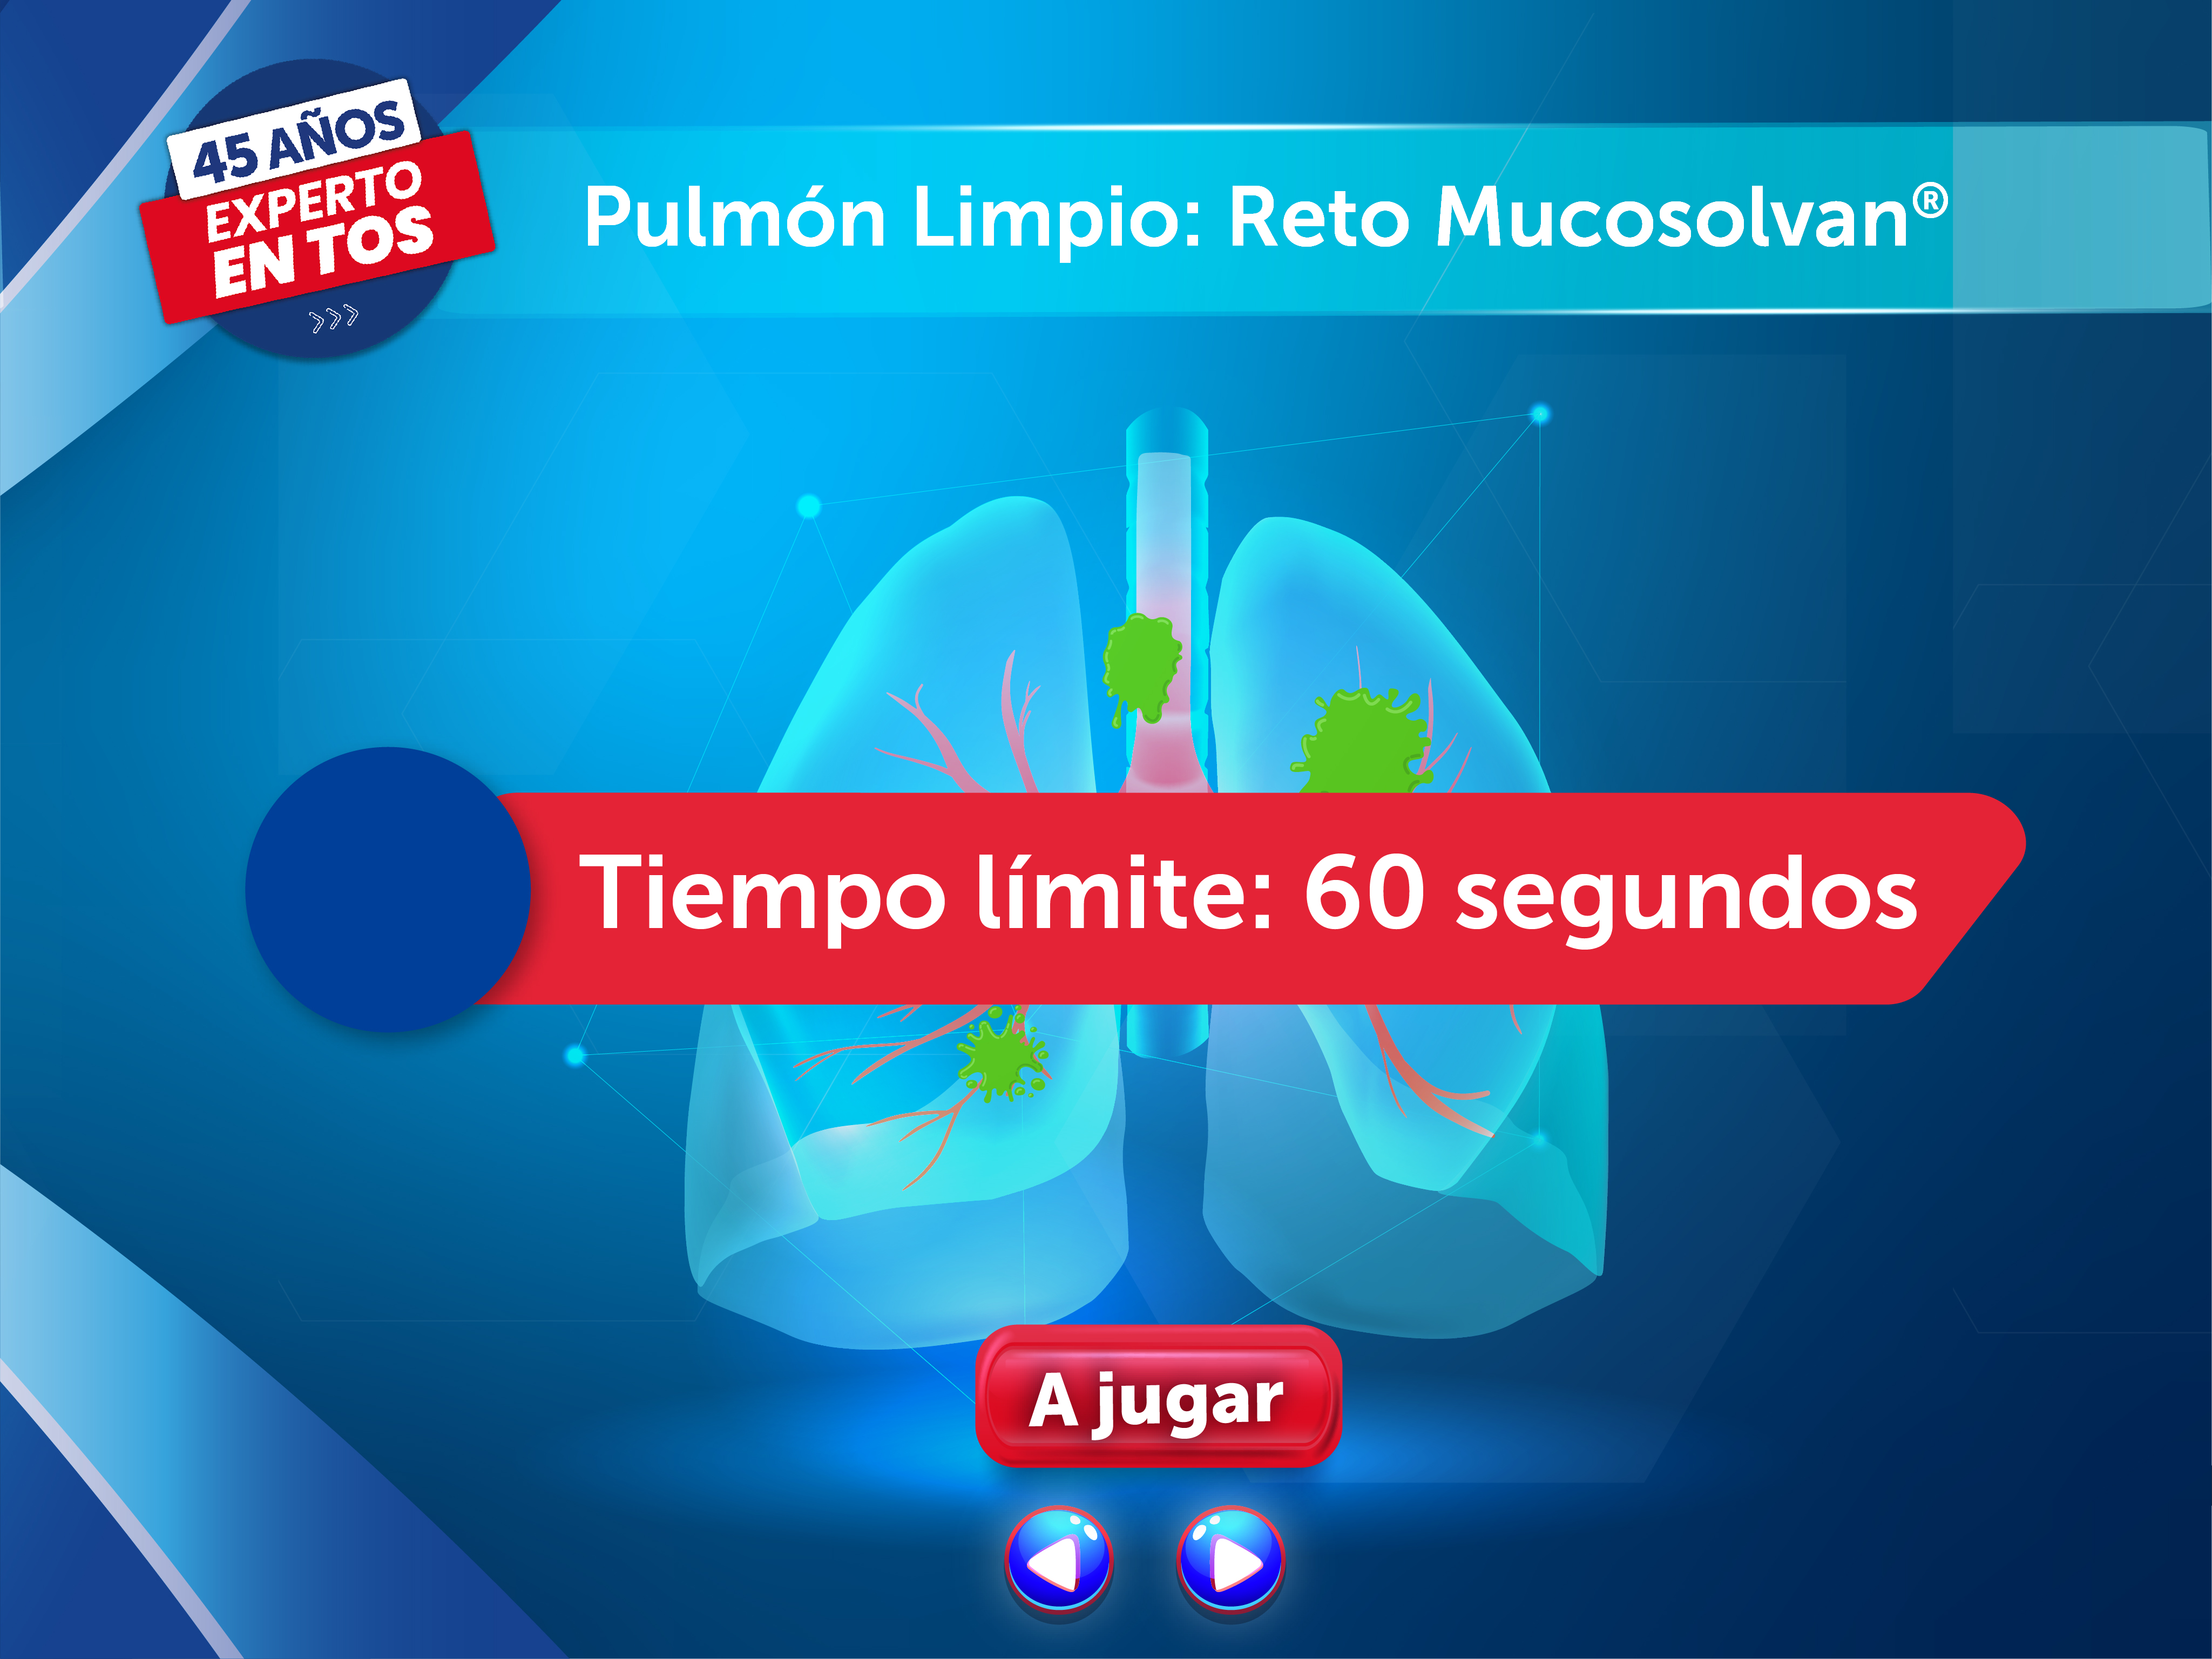 45 AÑOS
EXPERTO
EN TOS
Pulmón Limpio: Reto Mucosolvan®
Tiempo límite: 60 segundos
A jugar